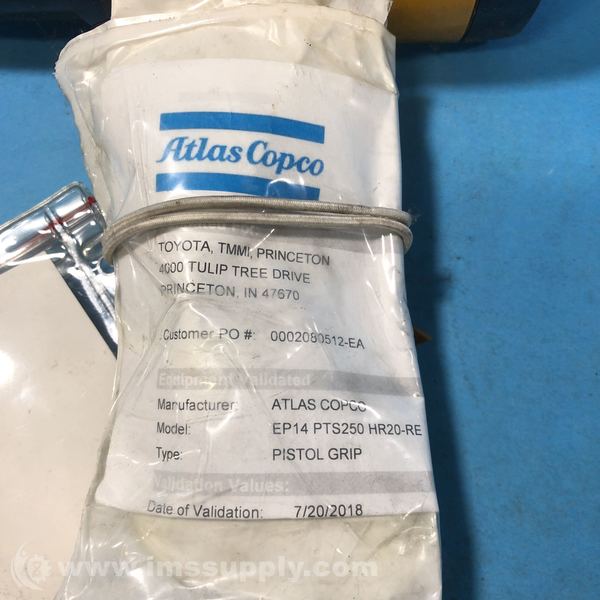 Atlas Copco
TOYOTA, TMMI, PRINCETON
4000 TULIP TREE DRIVE
PRINCETON, IN 47670
Customer PO #: 0002080512-EA
Equipment Validated
Manufacturer: ATLAS COPCO
Model: EP14 PTS250 HR20-RE
Type: PISTOL GRIP
Validation Values:
Date of Validation: 7/20/2018
www.imssupply.com